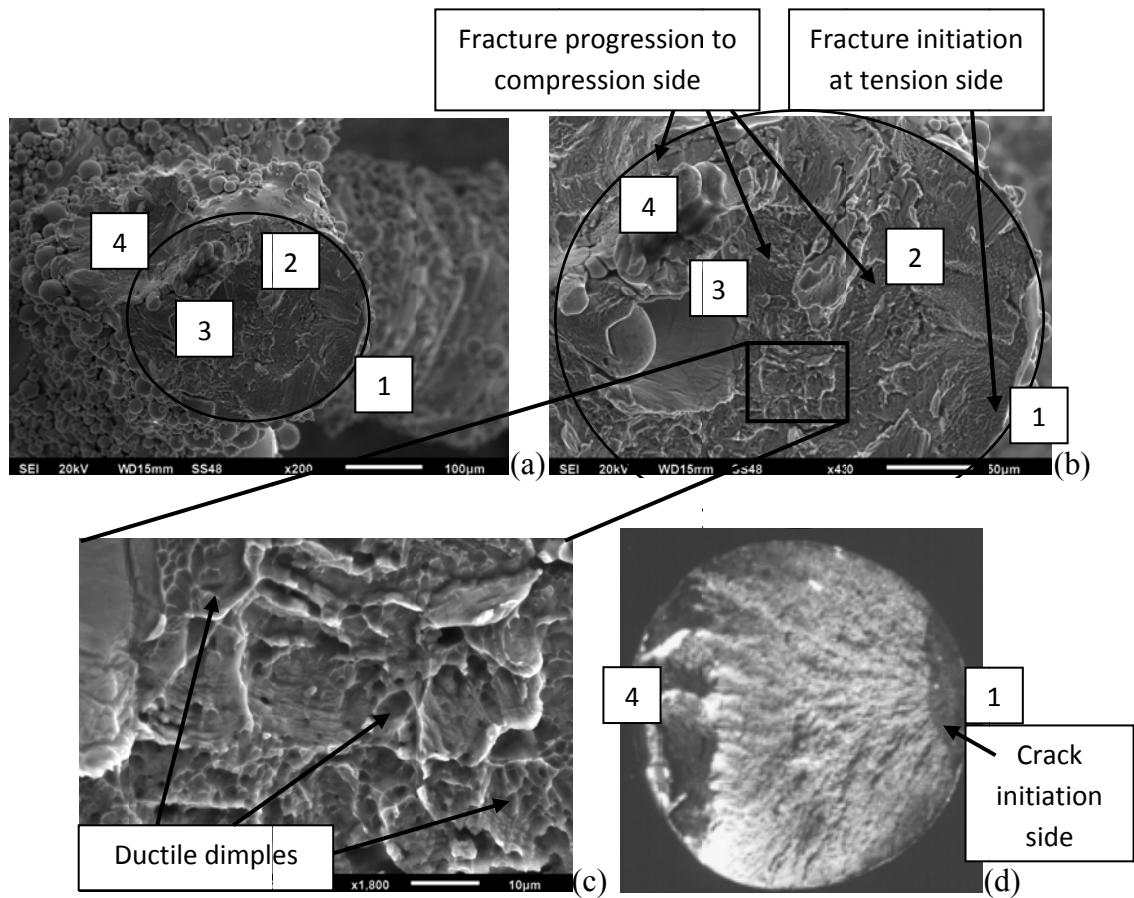 Fracture progression to
compression side
Fracture initiation
at tension side
4
2
3
1
SEI 20kV WD15mm SS48 x200 100µm
(a)
4
2
3
1
SEI 20kV WD15mm SS48 x430 50µm
(b)
Ductile dimples
x1,800 10µm
(c)
4
1
Crack
initiation
side
(d)